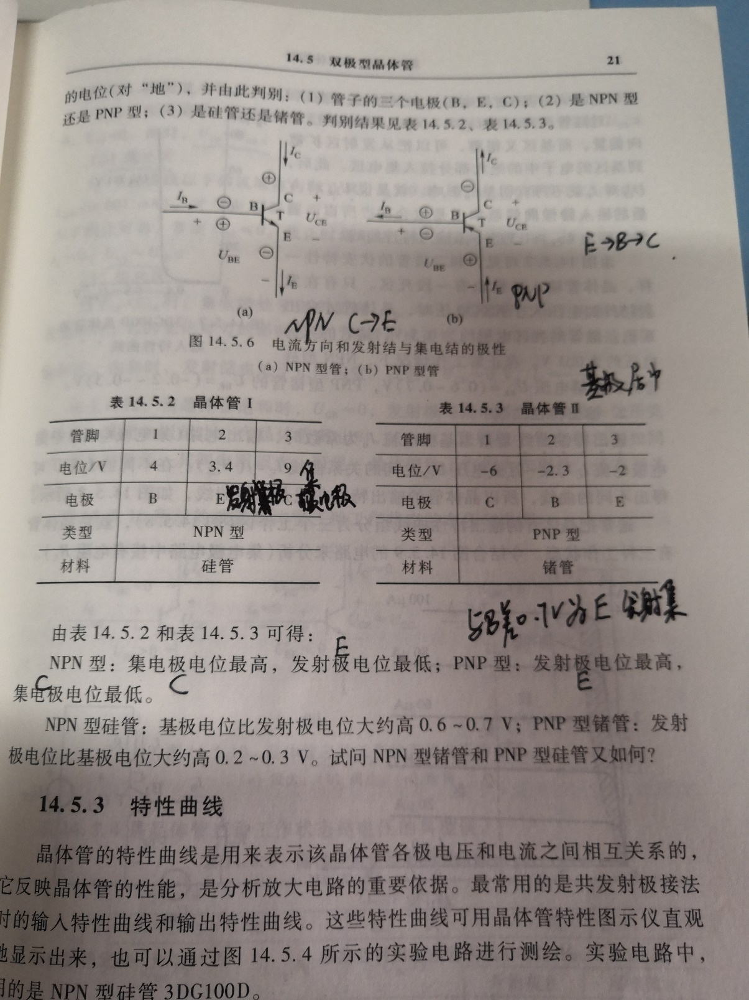 14.5 双极型晶体管 21
的电位(对“地”)，并由此判别：(1) 管子的三个电极(B, E, C)；(2) 是 NPN 型
还是 PNP 型；(3) 是硅管还是锗管。判别结果见表 14.5.2、表 14.5.3。
I_C
⊕
I_B ⊖ B C +
+ ⊕ T U_CE
E −
U_BE ⊖
− I_E
(a)
I_C
⊖
I_B ⊕ B C +
+ ⊖ T U_CE
E −
U_BE ⊕
− I_E
(b)
E→B→C
PNP
NPN C→E
图 14.5.6 电流方向和发射结与集电结的极性
(a) NPN 型管；(b) PNP 型管
基极居中
表 14.5.2 晶体管 I
管脚 1 2 3
电位/V 4 3.4 9
电极 B E C
发射 极 集 电极
类型 NPN 型
材料 硅管
表 14.5.3 晶体管 II
管脚 1 2 3
电位/V -6 -2.3 -2
电极 C B E
类型 PNP 型
材料 锗管
与B差0.7V为E 发射集
由表 14.5.2 和表 14.5.3 可得：
E
NPN 型：集电极电位最高，发射极电位最低；PNP 型：发射极电位最高，
C C E
集电极电位最低。
NPN 型硅管：基极电位比发射极电位大约高 0.6～0.7 V；PNP 型锗管：发射
极电位比基极电位大约高 0.2～0.3 V。试问 NPN 型锗管和 PNP 型硅管又如何？
14.5.3 特性曲线
晶体管的特性曲线是用来表示该晶体管各极电压和电流之间相互关系的，
它反映晶体管的性能，是分析放大电路的重要依据。最常用的是共发射极接法
时的输入特性曲线和输出特性曲线。这些特性曲线可用晶体管特性图示仪直观
地显示出来，也可以通过图 14.5.4 所示的实验电路进行测绘。实验电路中，
用的是 NPN 型硅管 3DG100D。